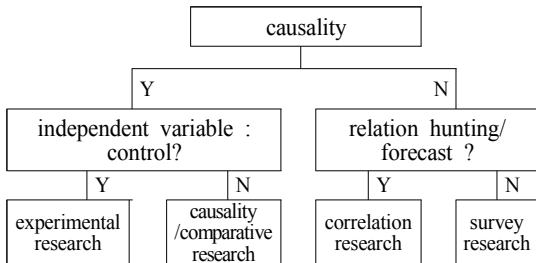 causality
Y
N
independent variable :
control?
relation hunting/
forecast ?
Y
N
Y
N
experimental
research
causality
/comparative
research
correlation
research
survey
research